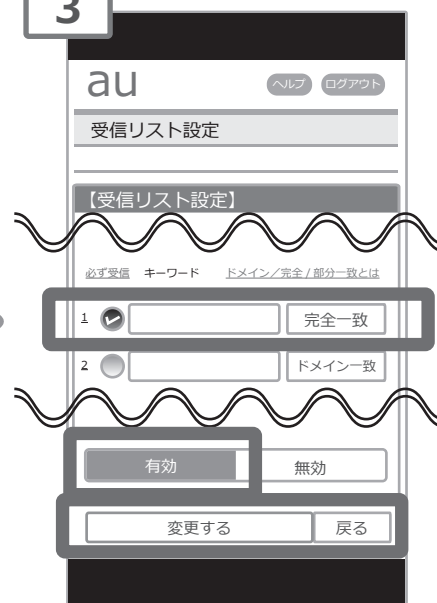 3
au ヘルプ ログアウト
受信リスト設定
【受信リスト設定】
必ず受信 キーワード ドメイン／完全/部分一致とは
1 完全一致
2 ドメイン一致
有効 無効
変更する 戻る